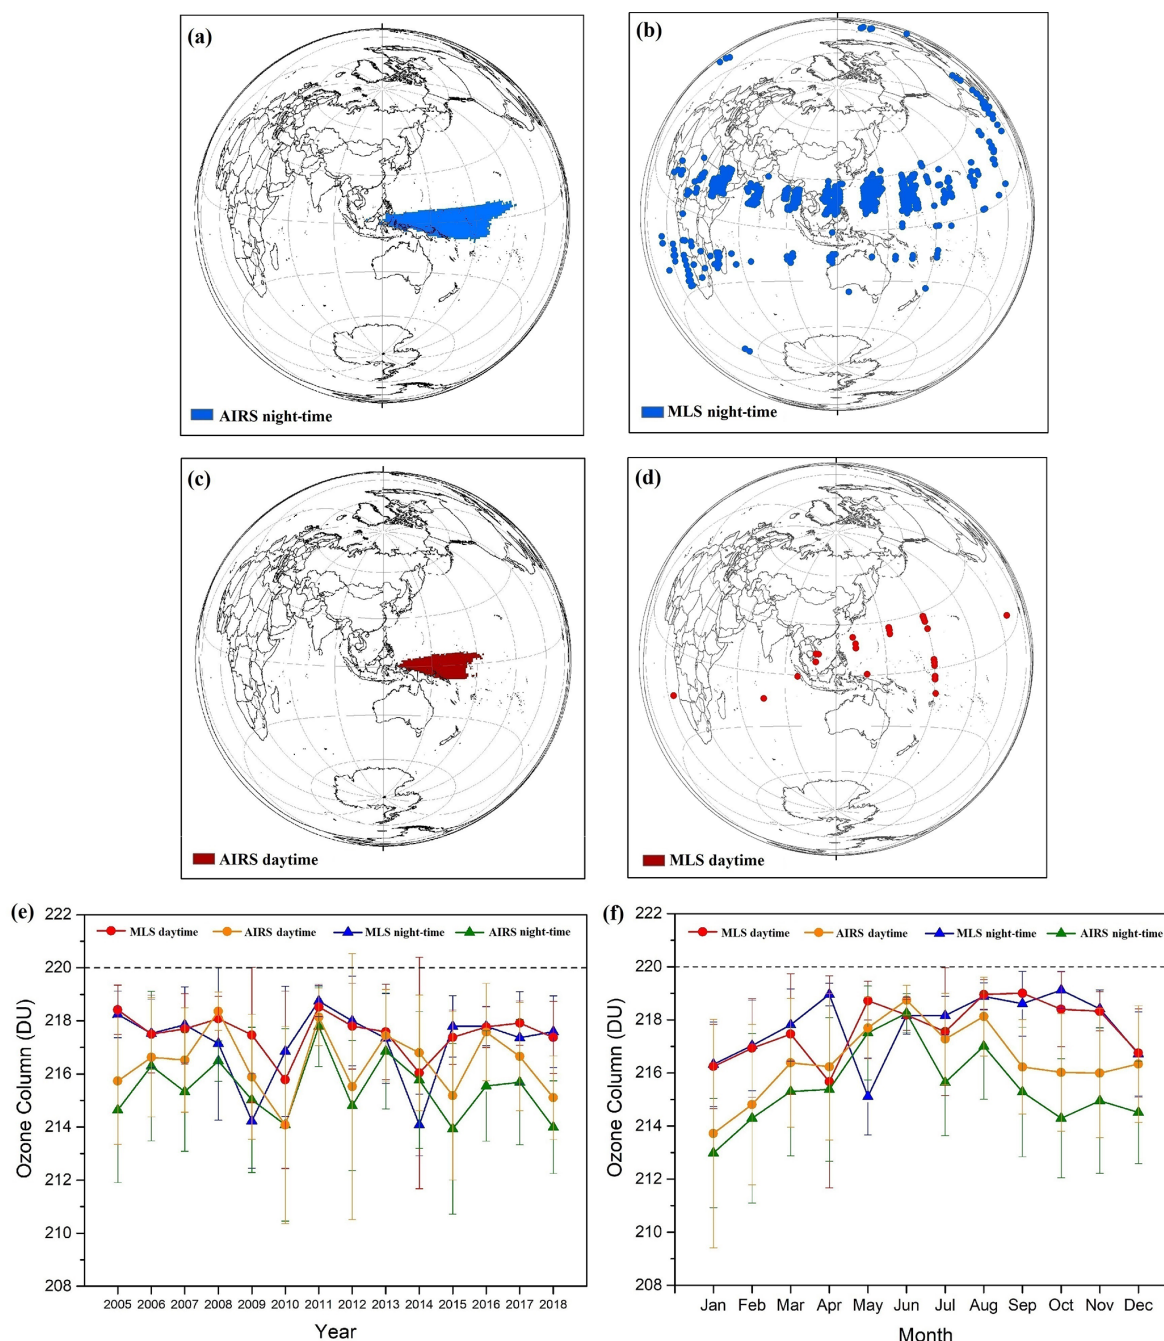 (a)
AIRS night-time
(b)
MLS night-time
(c)
AIRS daytime
(d)
MLS daytime
(e)
222
220
218
216
214
212
210
208
Ozone Column (DU)
MLS daytime AIRS daytime MLS night-time AIRS night-time
2005 2006 2007 2008 2009 2010 2011 2012 2013 2014 2015 2016 2017 2018
Year
(f)
222
220
218
216
214
212
210
208
Ozone Column (DU)
MLS daytime AIRS daytime MLS night-time AIRS night-time
Jan Feb Mar Apr May Jun Jul Aug Sep Oct Nov Dec
Month